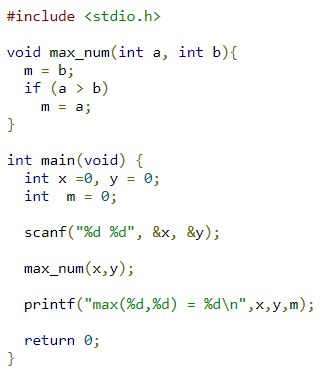 #include <stdio.h>
void max_num(int a, int b){
m = b;
if (a > b)
m = a;
}
int main(void) {
int x =0, y = 0;
int  m = 0;
scanf("%d %d", &x, &y);
max_num(x,y);
printf("max(%d,%d) = %d\n",x,y,m);
return 0;
}